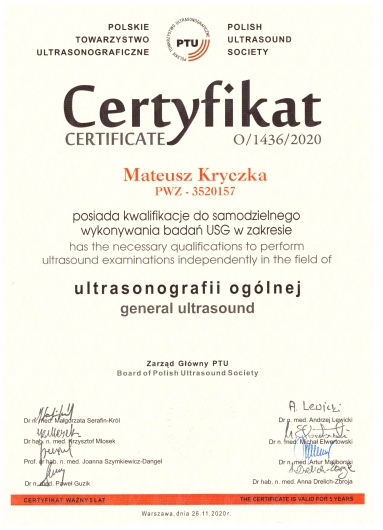 POLSKIE
TOWARZYSTWO
ULTRASONOGRAFICZNE
PTU
POLISH
ULTRASOUND
SOCIETY
Certyfikat
CERTIFICATE O/1436/2020
Mateusz Kryczka
PWZ - 3520157
posiada kwalifikacje do samodzielnego
wykonywania badań USG w zakresie
has the necessary qualifications to perform
ultrasound examinations independently in the field of
ultrasonografii ogólnej
general ultrasound
Zarząd Główny PTU
Board of Polish Ultrasound Society
Dr n. med. Małgorzata Serafin-Król
Dr hab. n. med. Krzysztof Mlosek
Prof. dr hab. n. med. Joanna Szymkiewicz-Dangel
Dr n. med. Paweł Guzik
A. Lewicki
Dr n. med. Andrzej Lewicki
Dr n. med. Michał Elwertowski
Dr n. med. Artur Maliborski
Dr hab. n. med. Anna Drelich-Zbroja
CERTYFIKAT WAŻNY 5 LAT
THE CERTIFICATE IS VALID FOR 5 YEARS
Warszawa, dnia 26.11.2020r.